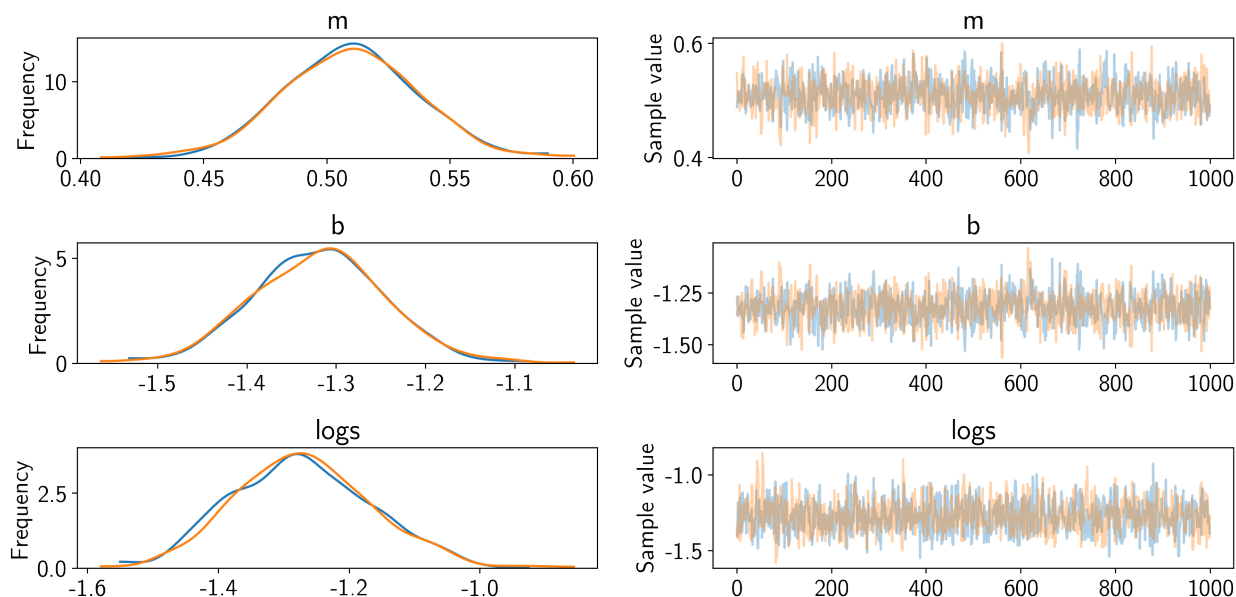 m
Frequency
10
0
0.40 0.45 0.50 0.55 0.60
m
Sample value
0.6
0.4
0 200 400 600 800 1000
b
Frequency
5
0
-1.5 -1.4 -1.3 -1.2 -1.1
b
Sample value
-1.25
-1.50
0 200 400 600 800 1000
logs
Frequency
2.5
0.0
-1.6 -1.4 -1.2 -1.0
logs
Sample value
-1.0
-1.5
0 200 400 600 800 1000